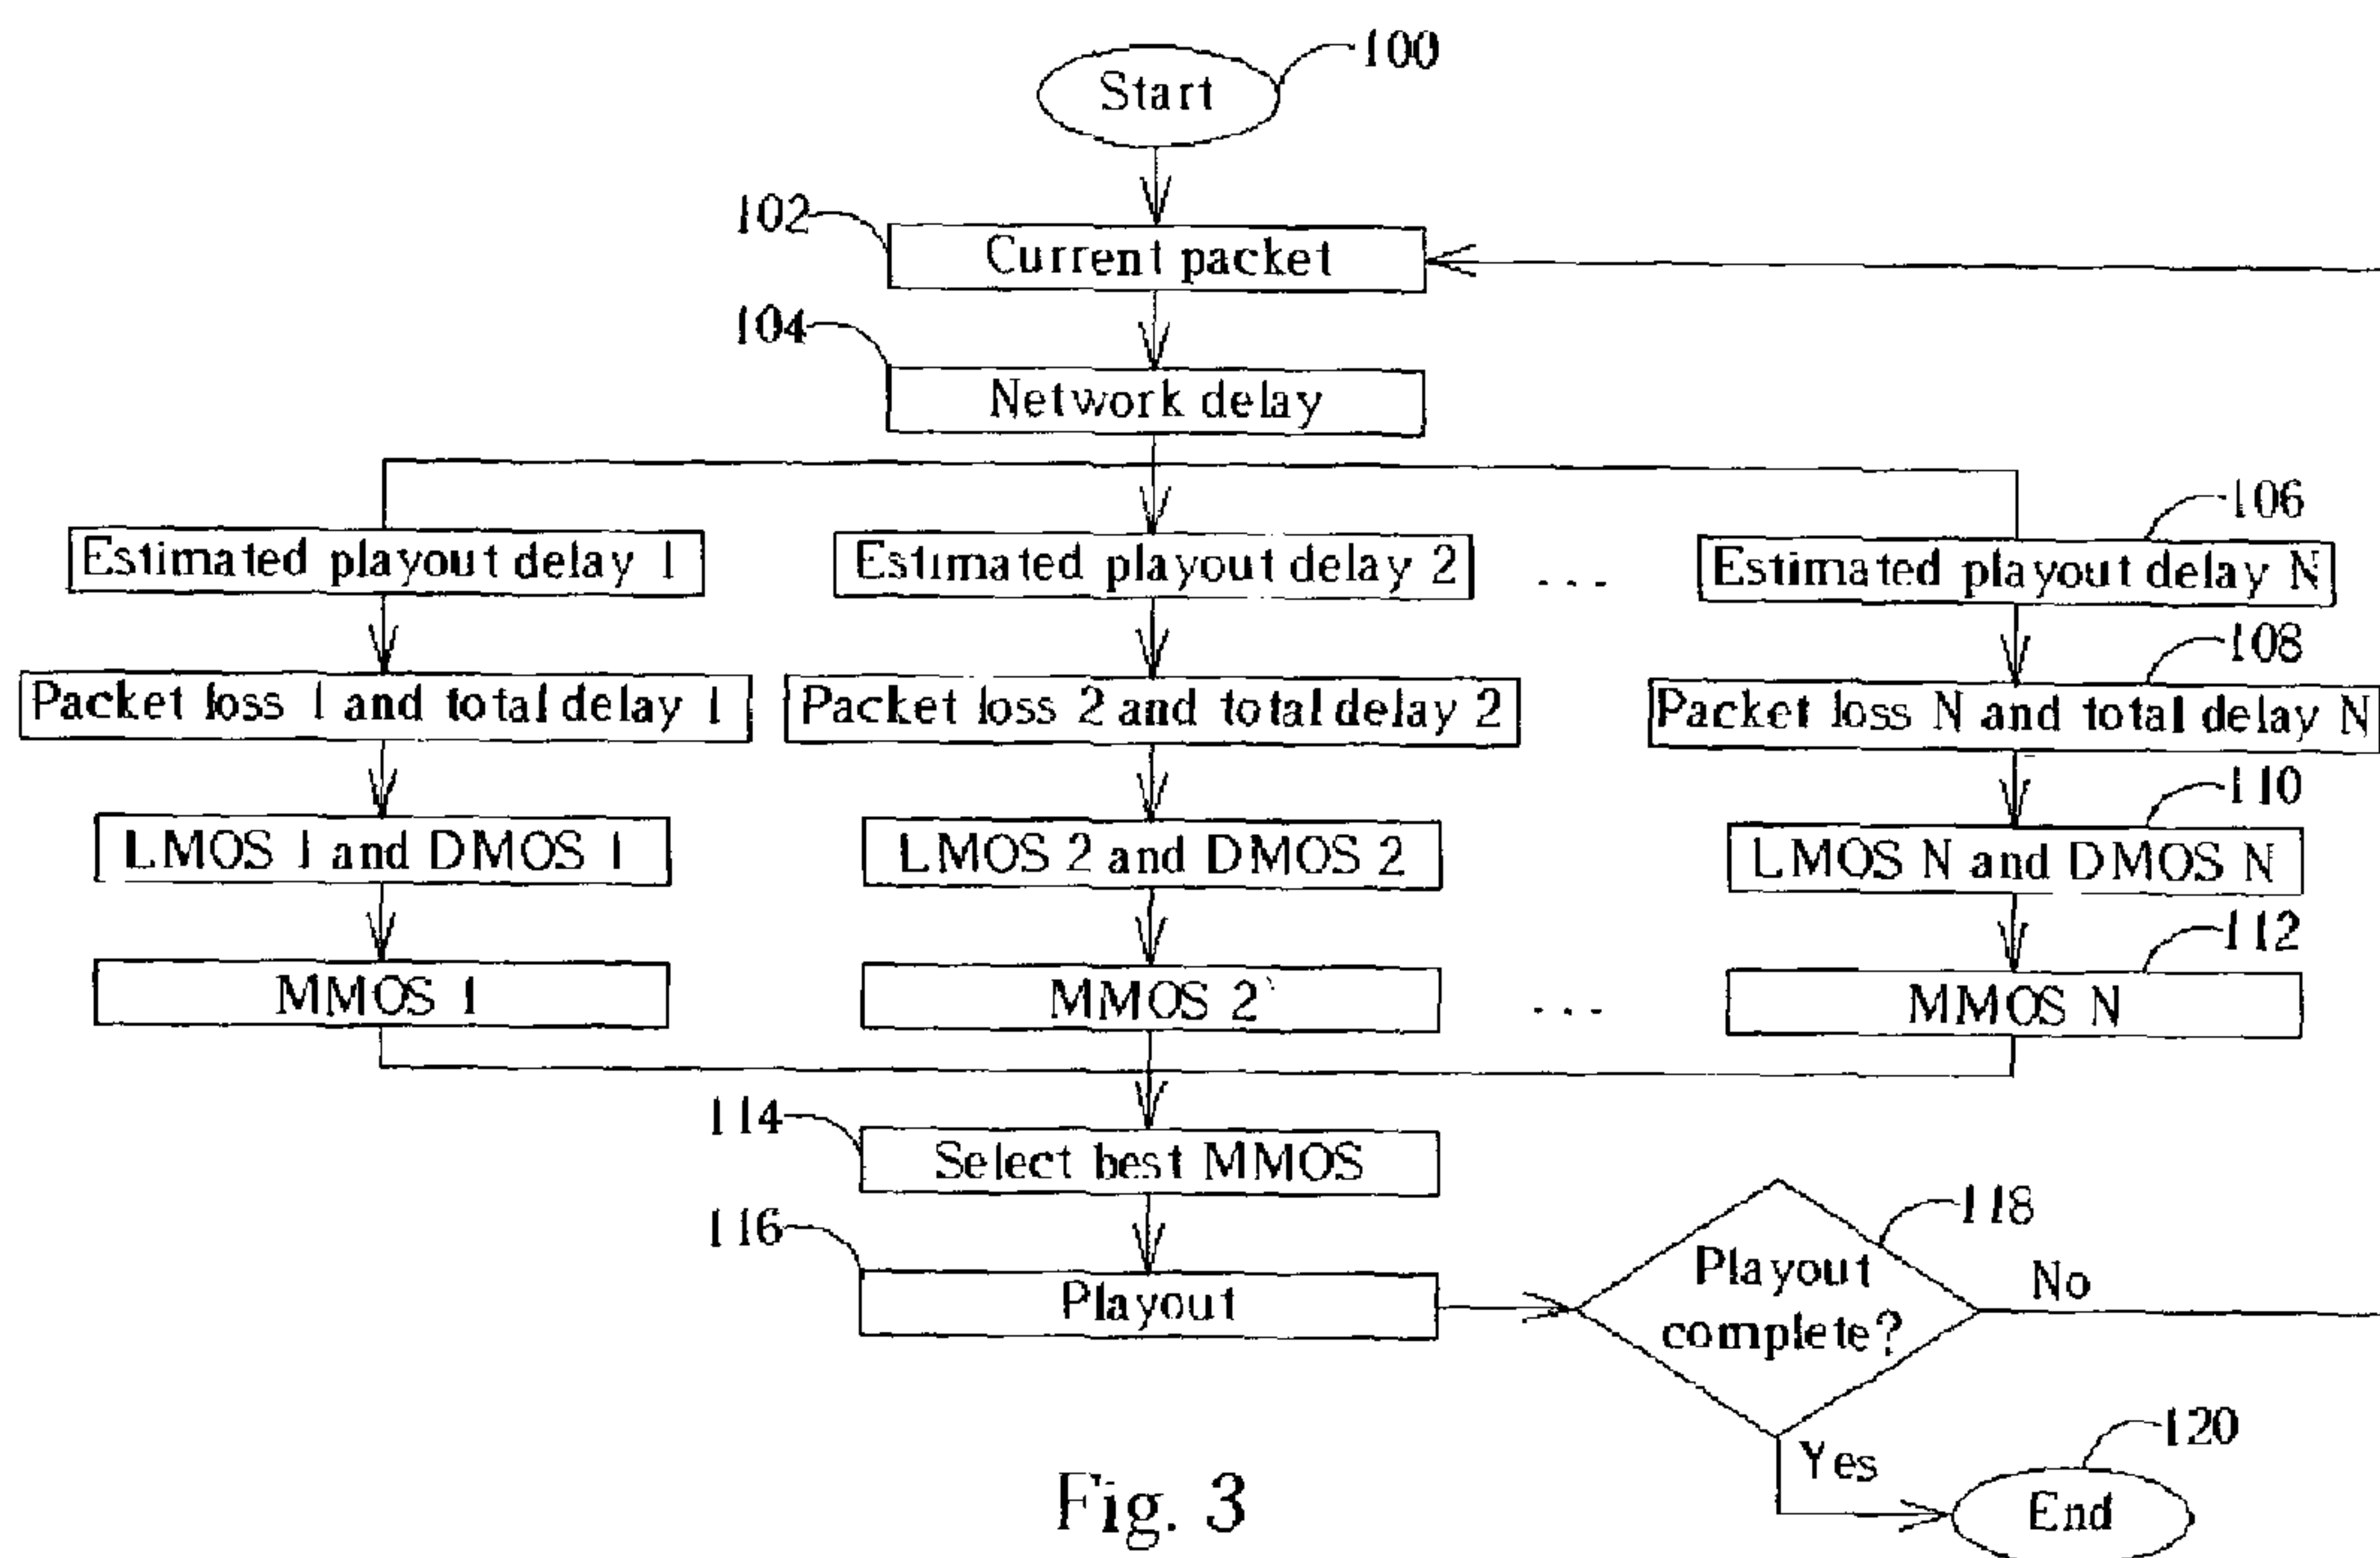 100
Start
102
Current packet
104
Network delay
106
Estimated playout delay 1
Estimated playout delay 2
...
Estimated playout delay N
108
Packet loss 1 and total delay 1
Packet loss 2 and total delay 2
Packet loss N and total delay N
110
LMOS 1 and DMOS 1
LMOS 2 and DMOS 2
LMOS N and DMOS N
112
MMOS 1
MMOS 2
...
MMOS N
114
Select best MMOS
116
Playout
118
Playout
complete?
No
Yes
120
End
Fig. 3